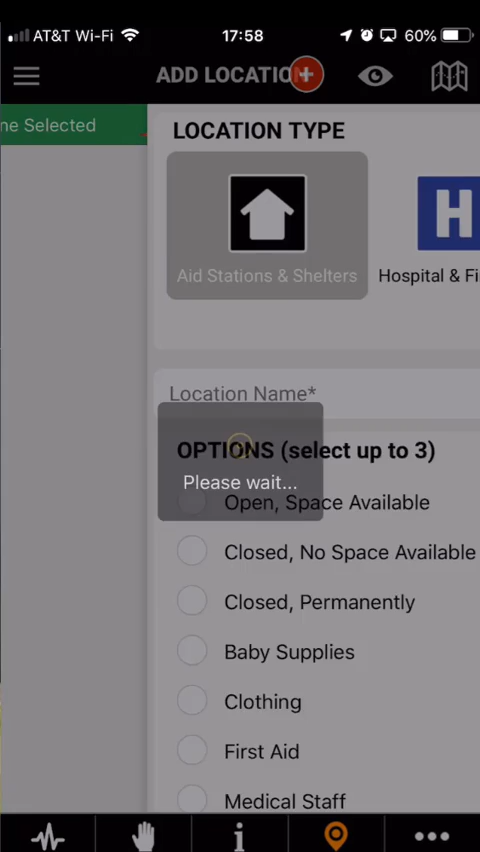 AT&T Wi-Fi 17:58 60%
ADD LOCATION
ne Selected
LOCATION TYPE
Aid Stations & Shelters
Hospital & Fi
Location Name*
OPTIONS (select up to 3)
Please wait...
Open, Space Available
Closed, No Space Available
Closed, Permanently
Baby Supplies
Clothing
First Aid
Medical Staff